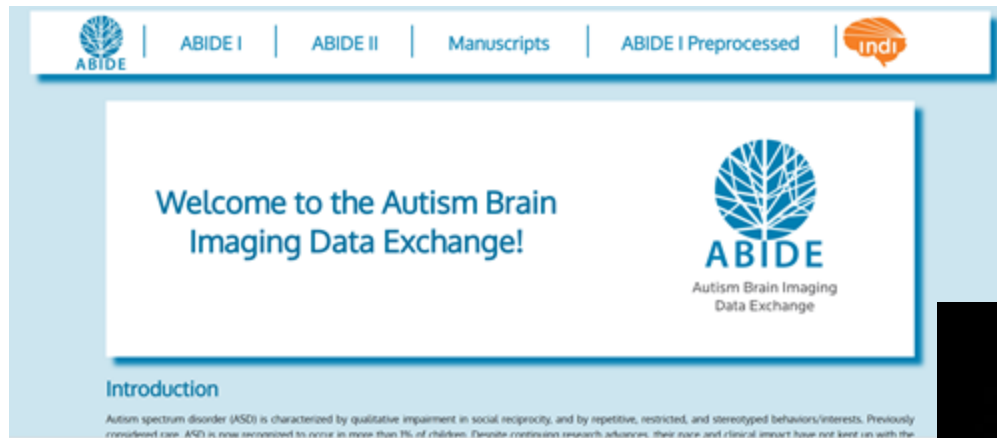 ABIDE
ABIDE I
ABIDE II
Manuscripts
ABIDE I Preprocessed
indi
Welcome to the Autism Brain
Imaging Data Exchange!
ABIDE
Autism Brain Imaging
Data Exchange
Introduction
Autism spectrum disorder (ASD) is characterized by qualitative impairment in social reciprocity, and by repetitive, restricted, and stereotyped behaviors/interests. Previously
considered rare, ASD is now recognized to occur in more than 1% of children. Despite continuing research advances, their pace and clinical impact have not kept up with the